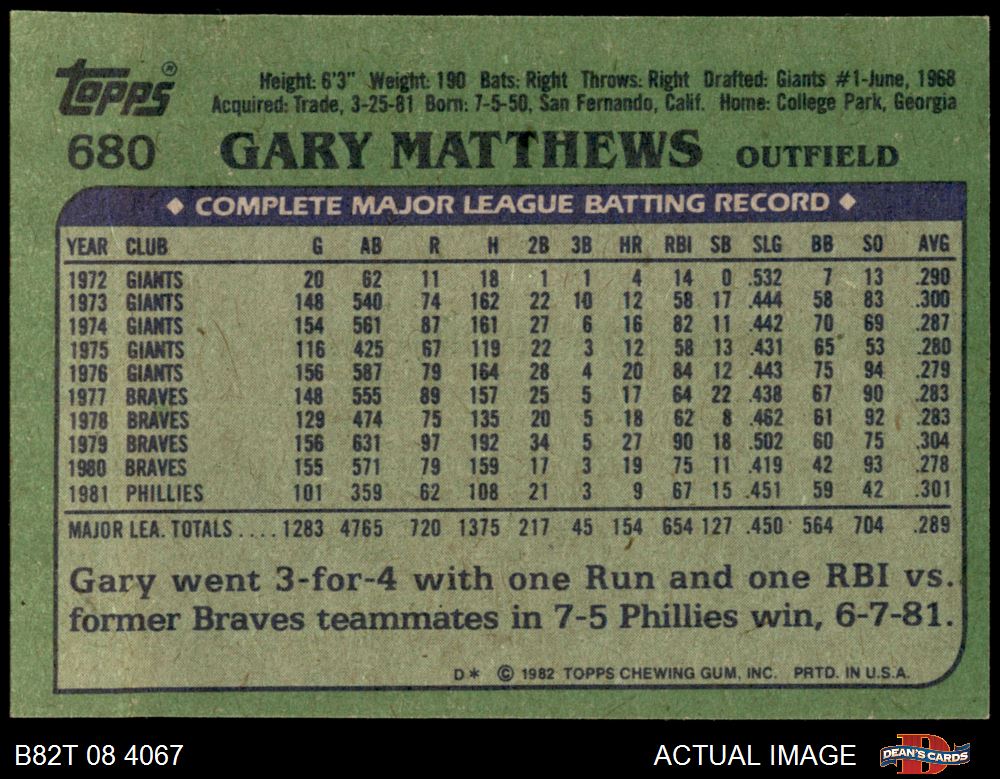 Topps®
Height: 6'3" Weight: 190 Bats: Right Throws: Right Drafted: Giants #1-June, 1968
Acquired: Trade, 3-25-81 Born: 7-5-50, San Fernando, Calif. Home: College Park, Georgia
680 GARY MATTHEWS OUTFIELD
◆ COMPLETE MAJOR LEAGUE BATTING RECORD ◆
YEAR CLUB G AB R H 2B 3B HR RBI SB SLG BB SO AVG
1972 GIANTS 20 62 11 18 1 1 4 14 0 .532 7 13 .290
1973 GIANTS 148 540 74 162 22 10 12 58 17 .444 58 83 .300
1974 GIANTS 154 561 87 161 27 6 16 82 11 .442 70 69 .287
1975 GIANTS 116 425 67 119 22 3 12 58 13 .431 65 53 .280
1976 GIANTS 156 587 79 164 28 4 20 84 12 .443 75 94 .279
1977 BRAVES 148 555 89 157 25 5 17 64 22 .438 67 90 .283
1978 BRAVES 129 474 75 135 20 5 18 62 8 .462 61 92 .283
1979 BRAVES 156 631 97 192 34 5 27 90 18 .502 60 75 .304
1980 BRAVES 155 571 79 159 17 3 19 75 11 .419 42 93 .278
1981 PHILLIES 101 359 62 108 21 3 9 67 15 .451 59 42 .301
MAJOR LEA. TOTALS .... 1283 4765 720 1375 217 45 154 654 127 .450 564 704 .289
Gary went 3-for-4 with one Run and one RBI vs.
former Braves teammates in 7-5 Phillies win, 6-7-81.
D* © 1982 TOPPS CHEWING GUM, INC. PRTD. IN U.S.A.
B82T 08 4067 ACTUAL IMAGE DEAN'S CARDS